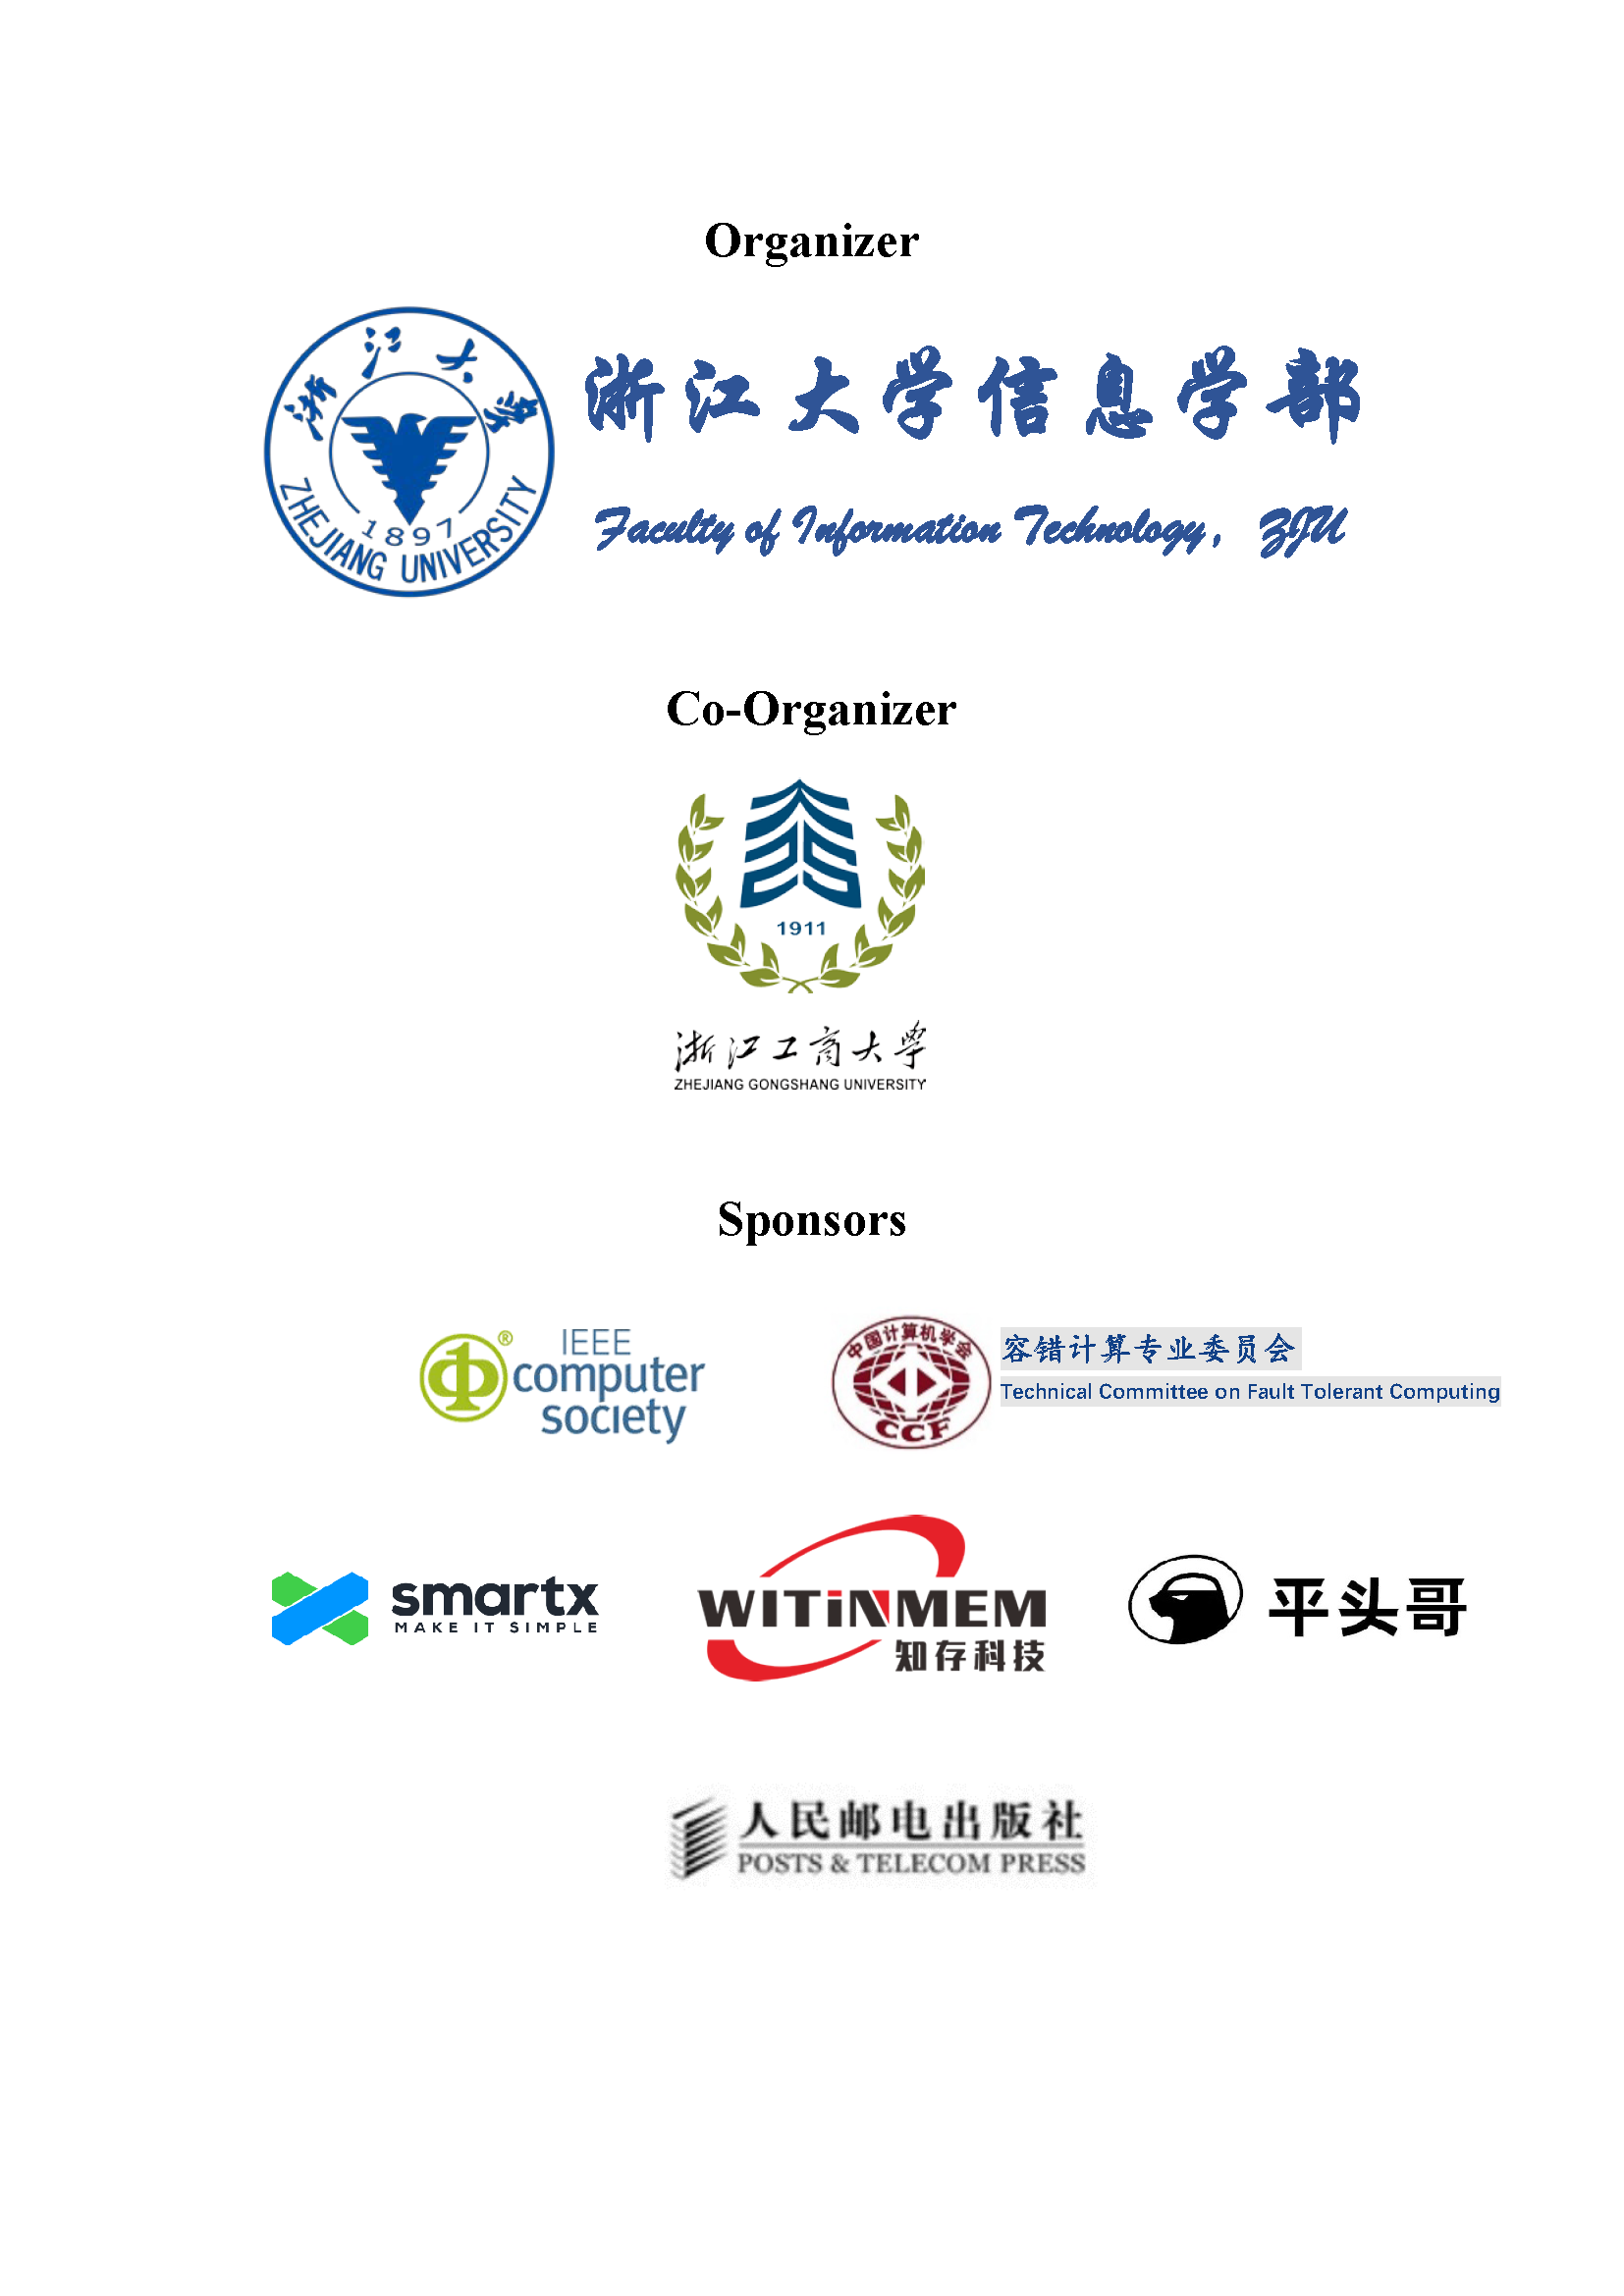 Organizer
浙江大學
1897
ZHEJIANG UNIVERSITY
浙江大学信息学部
Faculty of Information Technology, ZJU
Co-Organizer
1911
浙江工商大學
ZHEJIANG GONGSHANG UNIVERSITY
Sponsors
®
IEEE
computer
society
中国计算机学会
CCF
容错计算专业委员会
Technical Committee on Fault Tolerant Computing
smartx
MAKE IT SIMPLE
WITINMEM
知存科技
平头哥
人民邮电出版社
POSTS & TELECOM PRESS